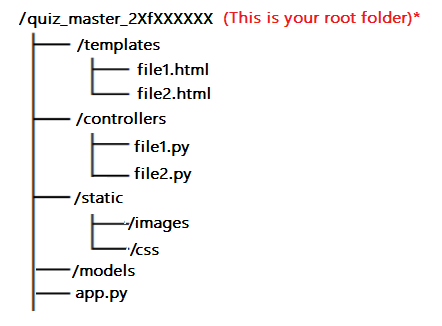 /quiz_master_2XfXXXXXX (This is your root folder)*
/templates
file1.html
file2.html
/controllers
file1.py
file2.py
/static
/images
/css
/models
app.py